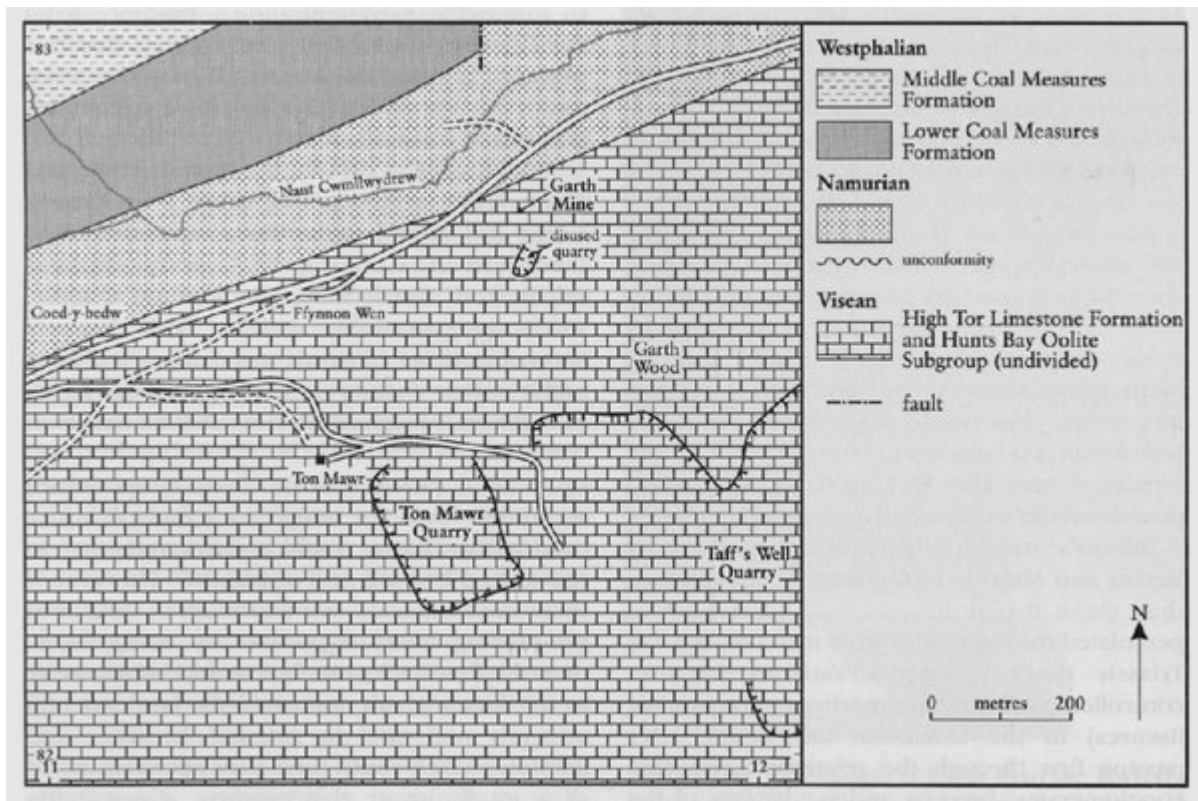 83
Nant Cwmllwydrew
Garth
Mine
disused
quarry
Coed-y-bedw
Ffynnon Wen
Garth
Wood
Ton Mawr
Ton Mawr
Quarry
Taff's Well
Quarry
82
11
12
Westphalian
Middle Coal Measures
Formation
Lower Coal Measures
Formation
Namurian
unconformity
Visean
High Tor Limestone Formation
and Hunts Bay Oolite
Subgroup (undivided)
fault
N
0 metres 200